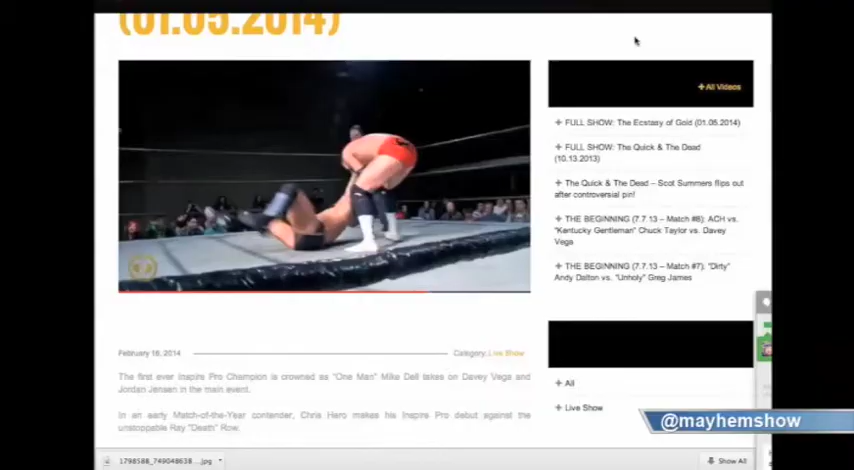 (01.05.2014)
+All Videos
+ FULL SHOW: The Ecstasy of Gold (01.05.2014)
+ FULL SHOW: The Quick & The Dead
(10.13.2013)
+ The Quick & The Dead – Scot Summers flips out
after controversial pin!
+ THE BEGINNING (7.7.13 – Match #8): ACH vs.
"Kentucky Gentleman" Chuck Taylor vs. Davey
Vega
+ THE BEGINNING (7.7.13 – Match #7). "Dirty"
Andy Dalton vs. "Unholy" Greg James
February 18, 2014
Category: Live Show
The first ever Inspire Pro Champion is crowned as "One Man" Mike Dell takes on Davey Vega and
Jordan Jensen in the main event.
In an early Match-of-the-Year contender, Chris Hero makes his Inspire Pro debut against the
unstoppable Ray "Death" Row.
+ All
+ Live Show
@mayhemshow
1798588_749048638 ....jpg
Show All